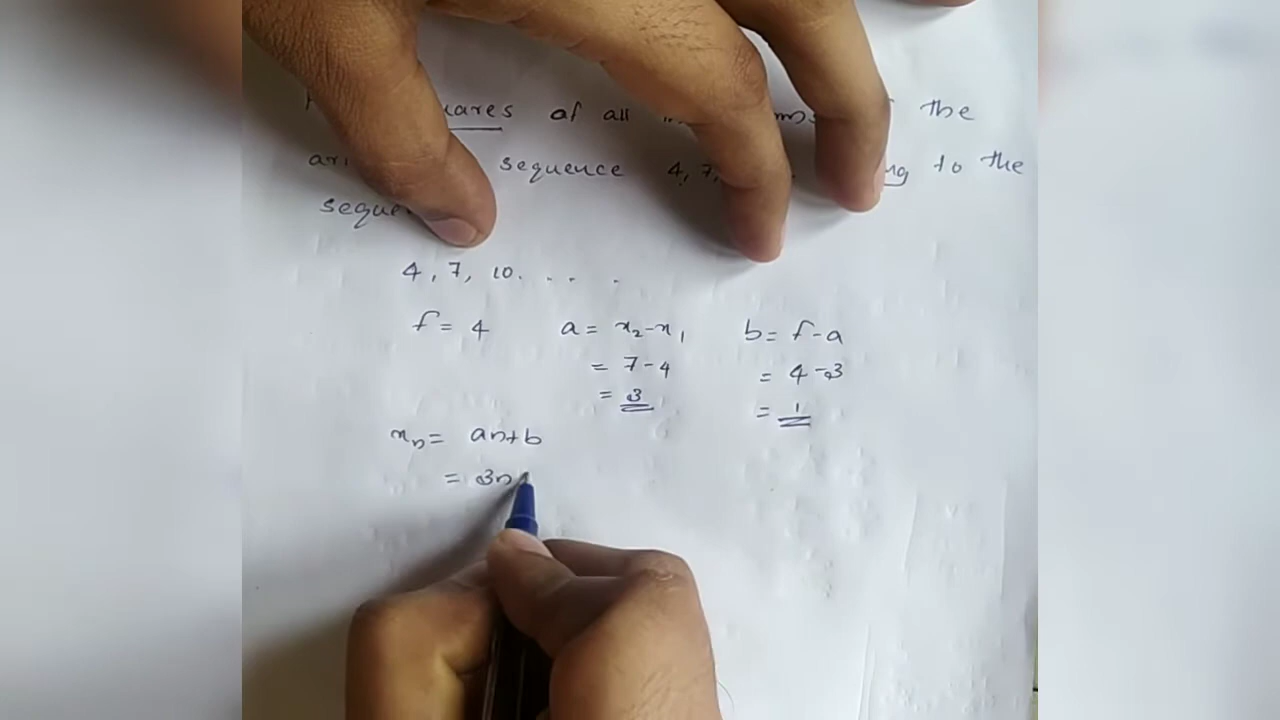 of all the
sequence 4, 7, to the
4, 7, 10. . . .
f = 4 a = x₂-x₁ b = f-a
= 7-4 = 4-3
= 3 = 1
xₙ = an+b
= 3n